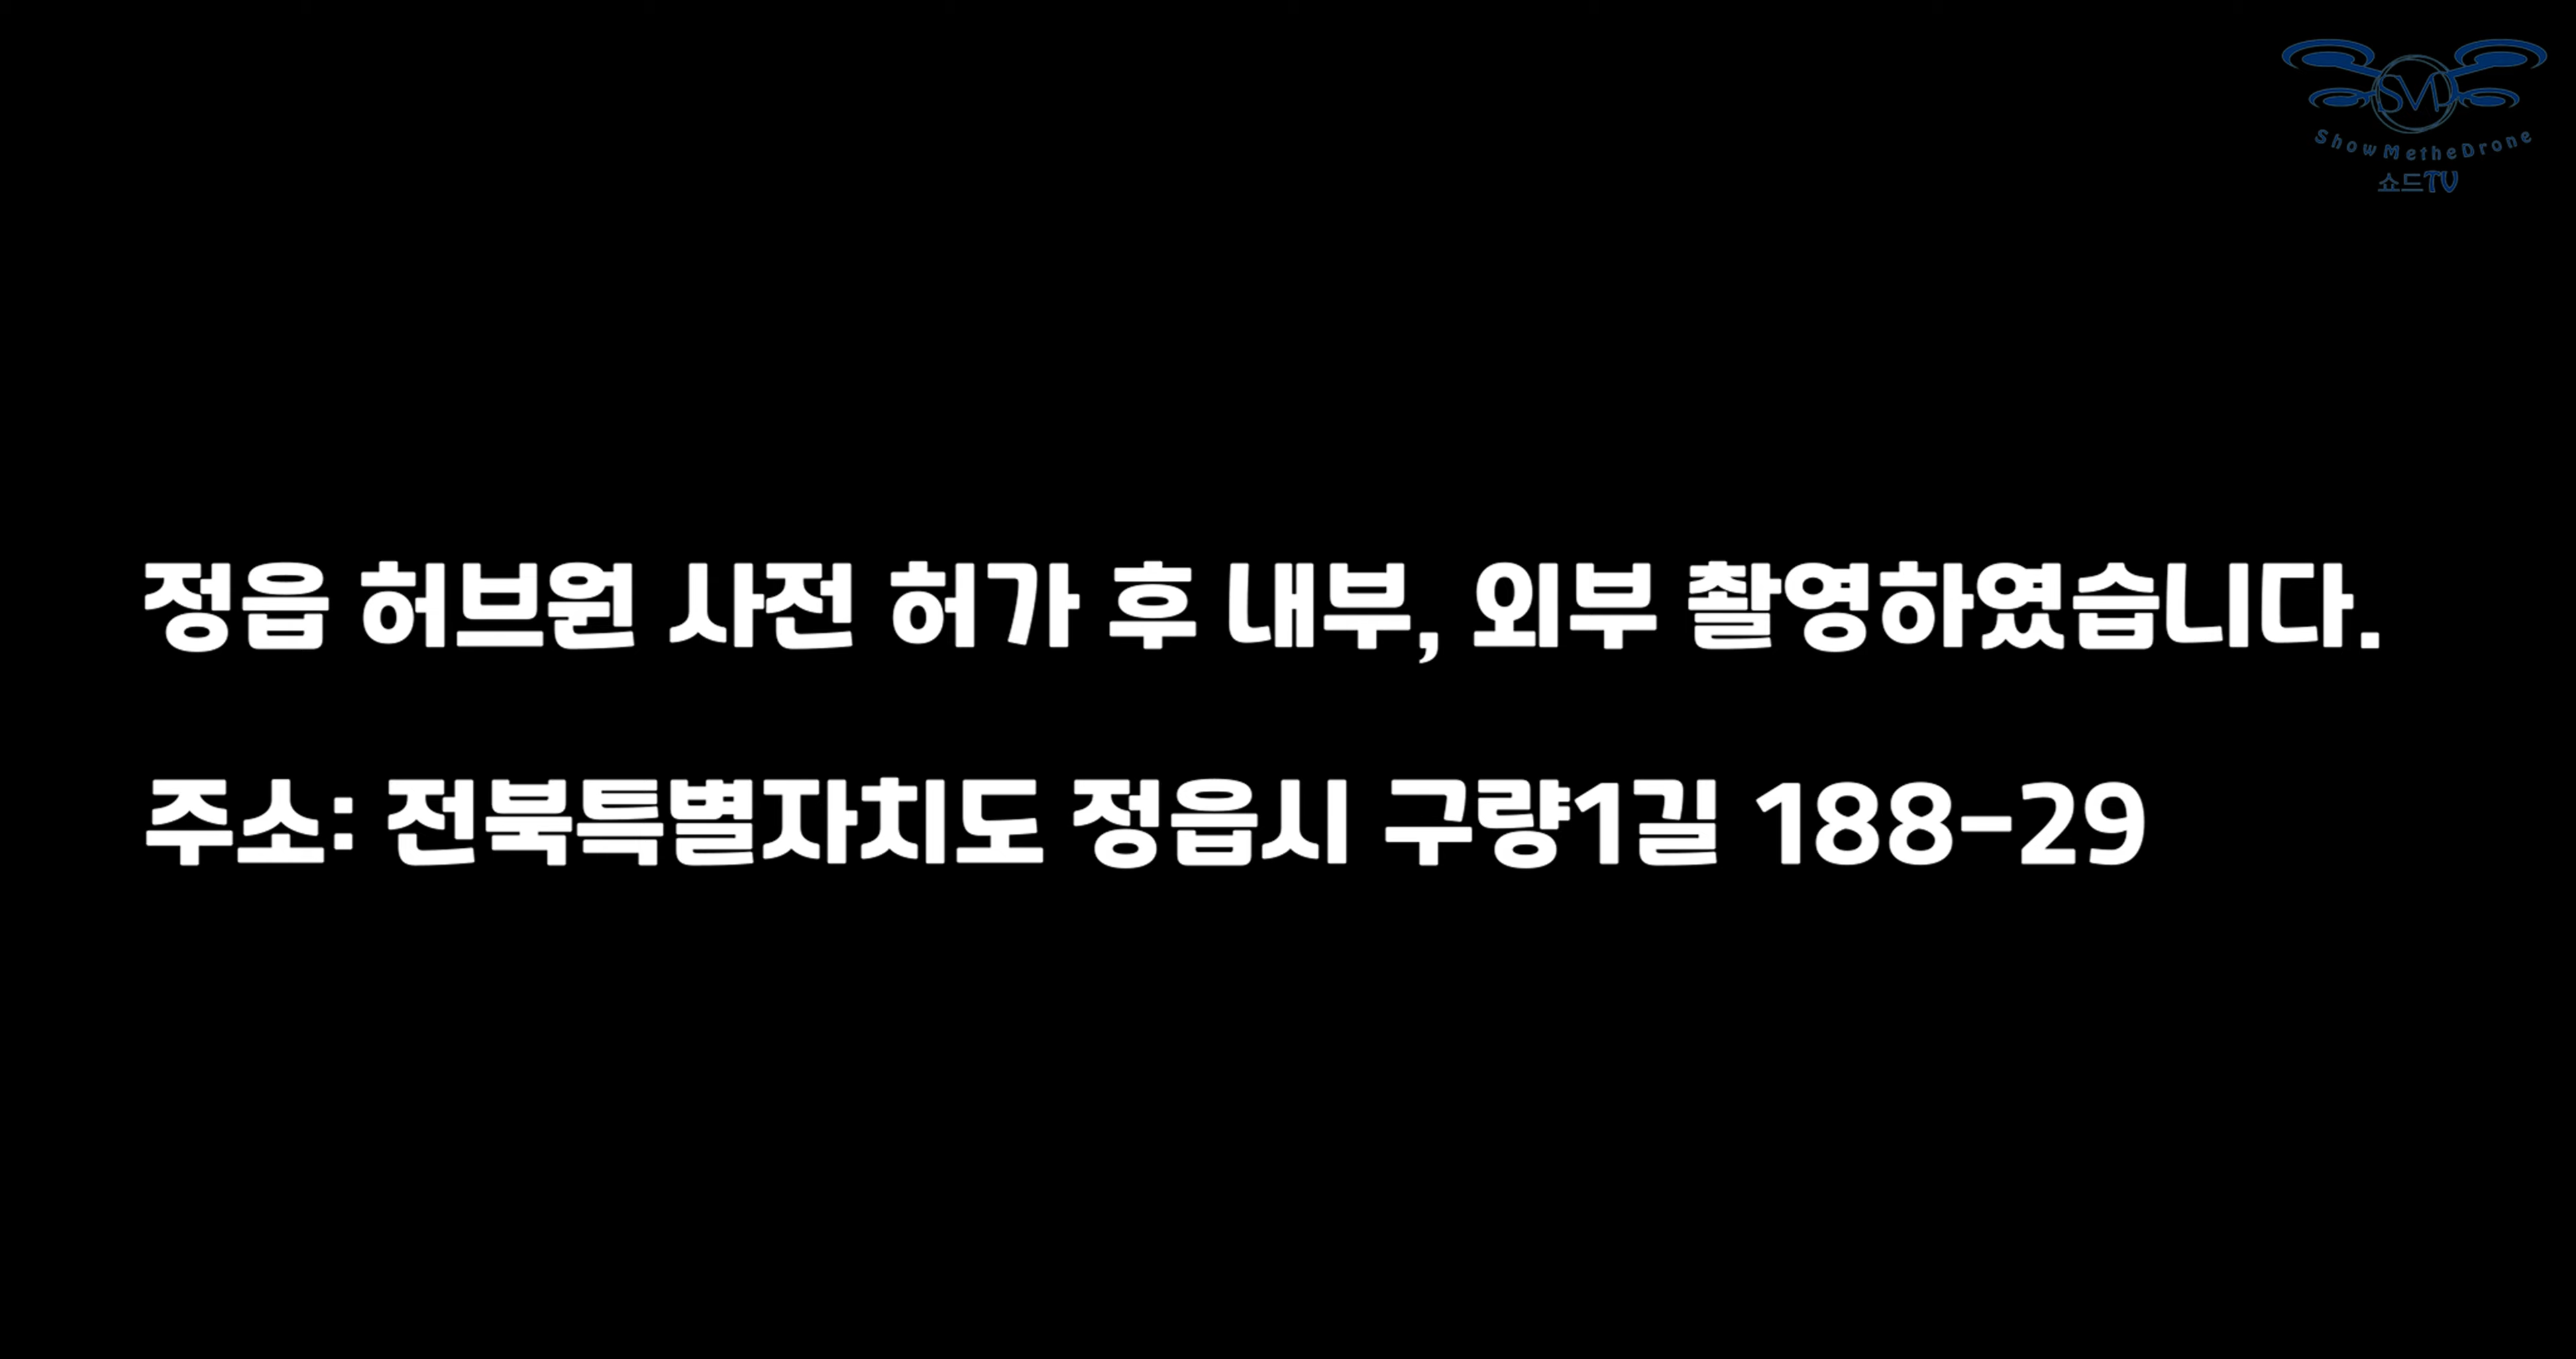 SMD
ShowMetheDrone
쇼드TV
정읍 허브원 사전 허가 후 내부, 외부 촬영하였습니다.
주소: 전북특별자치도 정읍시 구량1길 188-29